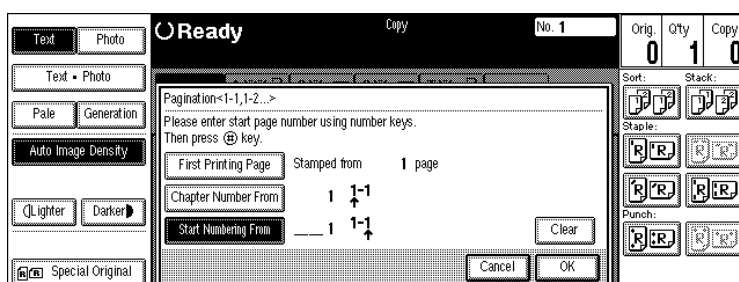 Text
Photo
Text • Photo
Pale
Generation
Auto Image Density
Lighter
Darker
Special Original
Ready
Copy
No. 1
Pagination<1-1,1-2...>
Please enter start page number using number keys.
Then press # key.
First Printing Page
Stamped from
1 page
Chapter Number From
1
1-1
Start Numbering From
__ __ 1
1-1
Clear
Cancel
OK
Orig.
Q'ty
Copy
0
1
0
Sort:
Stack:
Staple:
Punch: